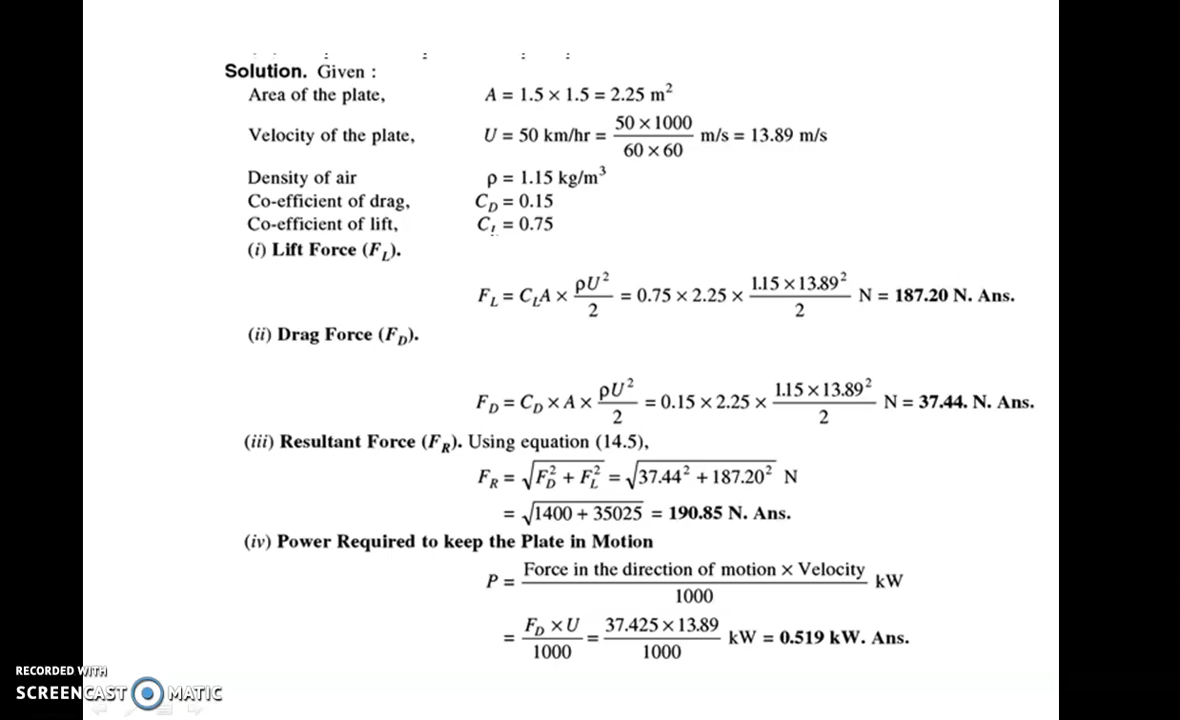 Solution. Given :
Area of the plate, A = 1.5 × 1.5 = 2.25 m²
Velocity of the plate, U = 50 km/hr = (50 × 1000)/(60 × 60) m/s = 13.89 m/s
Density of air ρ = 1.15 kg/m³
Co-efficient of drag, C_D = 0.15
Co-efficient of lift, C_L = 0.75
(i) Lift Force (F_L).
F_L = C_L A × ρU²/2 = 0.75 × 2.25 × (1.15 × 13.89²)/2 N = 187.20 N. Ans.
(ii) Drag Force (F_D).
F_D = C_D × A × ρU²/2 = 0.15 × 2.25 × (1.15 × 13.89²)/2 N = 37.44. N. Ans.
(iii) Resultant Force (F_R). Using equation (14.5),
F_R = √(F_D² + F_L²) = √(37.44² + 187.20²) N
= √(1400 + 35025) = 190.85 N. Ans.
(iv) Power Required to keep the Plate in Motion
P = (Force in the direction of motion × Velocity)/1000 kW
= (F_D × U)/1000 = (37.425 × 13.89)/1000 kW = 0.519 kW. Ans.
RECORDED WITH
SCREENCAST MATIC